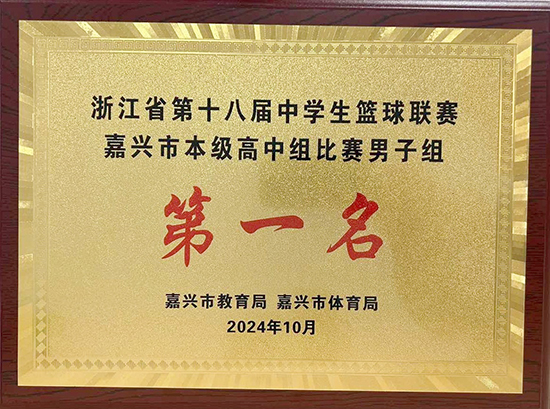 浙江省第十八届中学生篮球联赛
嘉兴市本级高中组比赛男子组
第一名
嘉兴市教育局 嘉兴市体育局
2024年10月